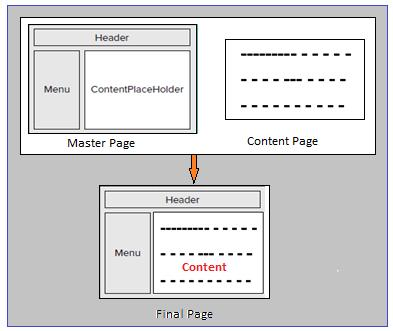 Header
Menu
ContentPlaceHolder
Master Page
Content Page
Header
Menu
Content
Final Page